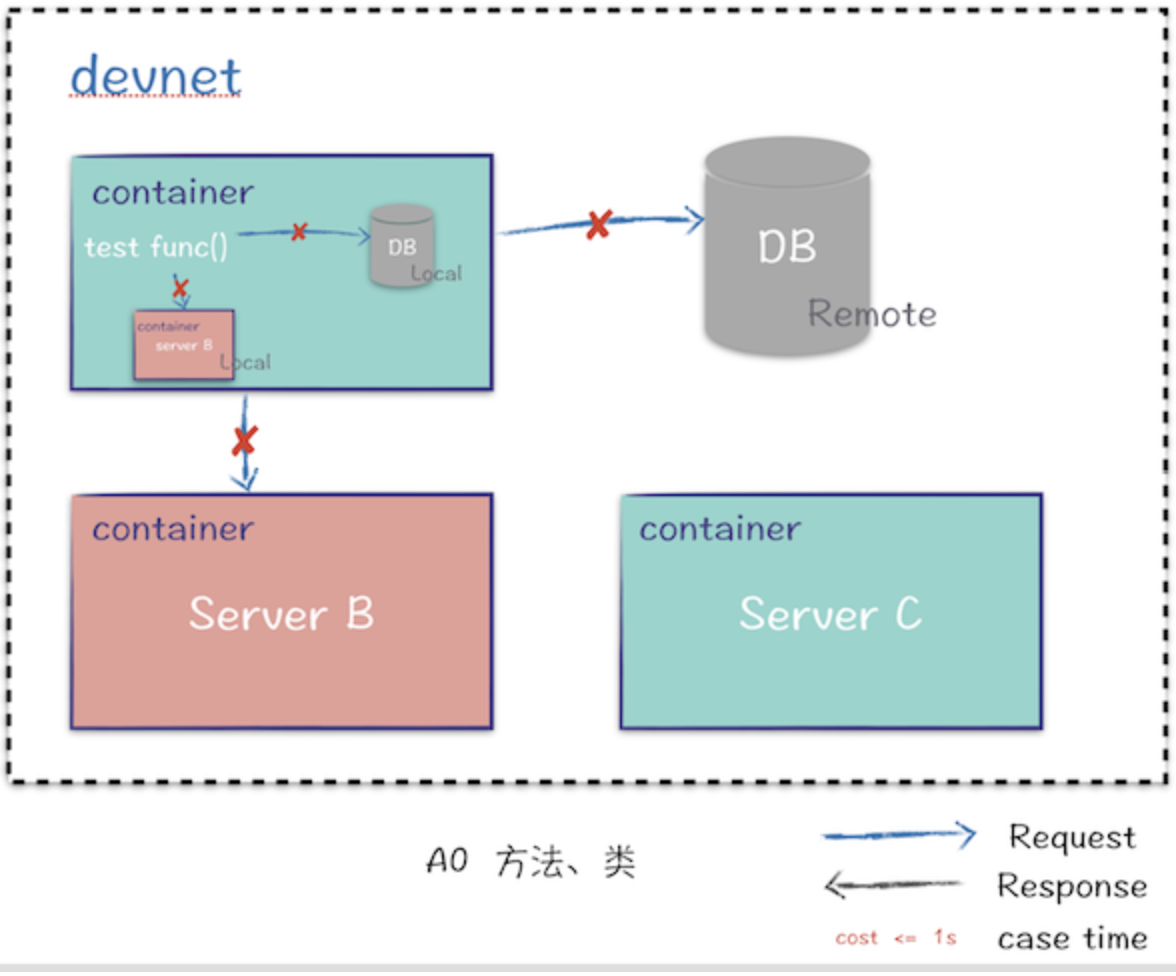 devnet
container
test func()
DB
Local
container
server B
Local
DB
Remote
container
Server B
container
Server C
A0 方法、类
Request
Response
cost <= 1s case time